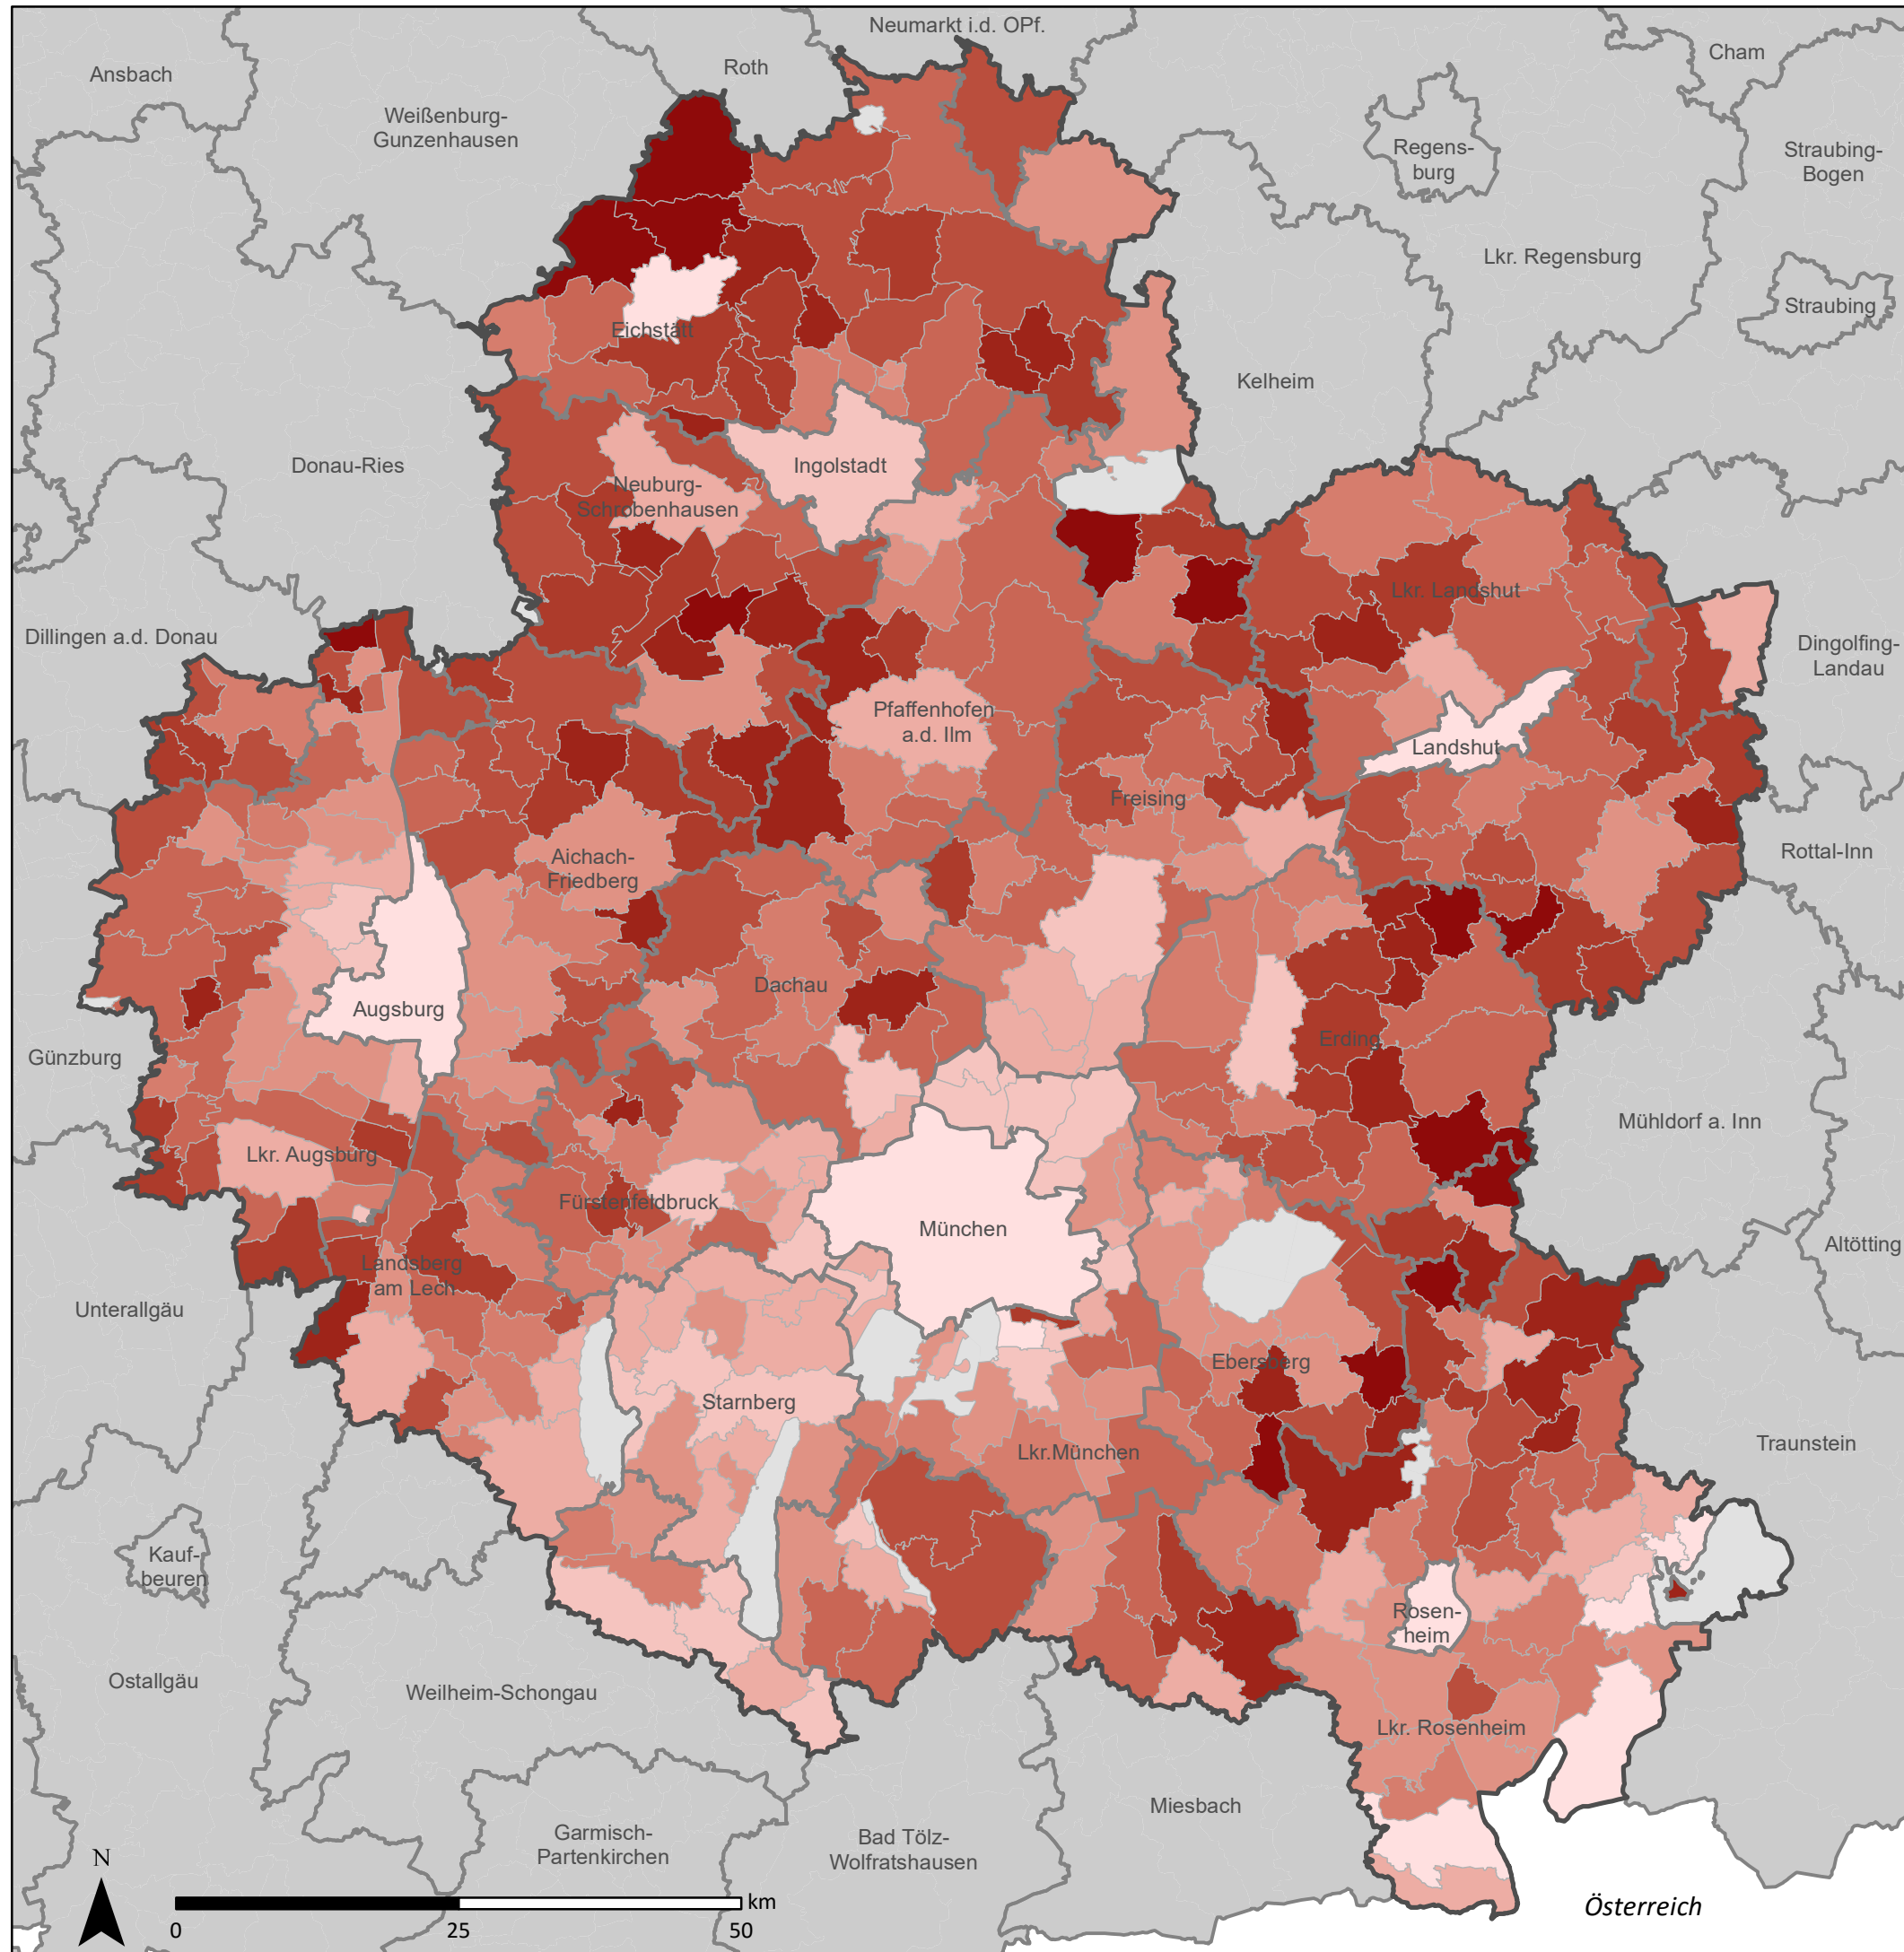 Neumarkt i.d. OPf.
Cham
Roth
Ansbach
Weißenburg-
Gunzenhausen
Regens-
burg
Straubing-
Bogen
Lkr. Regensburg
Straubing
Eichstätt
Kelheim
Donau-Ries
Ingolstadt
Neuburg-
Schrobenhausen
Lkr. Landshut
Dillingen a.d. Donau
Dingolfing-
Landau
Pfaffenhofen
a.d. Ilm
Landshut
Freising
Aichach-
Friedberg
Rottal-Inn
Dachau
Augsburg
Erding
Günzburg
Mühldorf a. Inn
Lkr. Augsburg
Fürstenfeldbruck
München
Altötting
Landsberg
am Lech
Unterallgäu
Ebersberg
Starnberg
Lkr.München
Traunstein
Kauf-
beuren
Rosen-
heim
Ostallgäu
Weilheim-Schongau
Lkr. Rosenheim
Miesbach
Garmisch-
Partenkirchen
Bad Tölz-
Wolfratshausen
N
km
0 25 50
Österreich